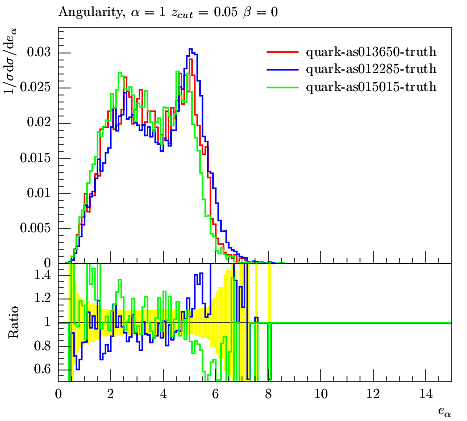 Angularity, α = 1 z_cut = 0.05 β = 0
1/σ dσ/de_α
quark-as013650-truth
quark-as012285-truth
quark-as015015-truth
0.03
0.025
0.02
0.015
0.01
0.005
0
Ratio
1.4
1.2
1
0.8
0.6
0 2 4 6 8 10 12 14
e_α